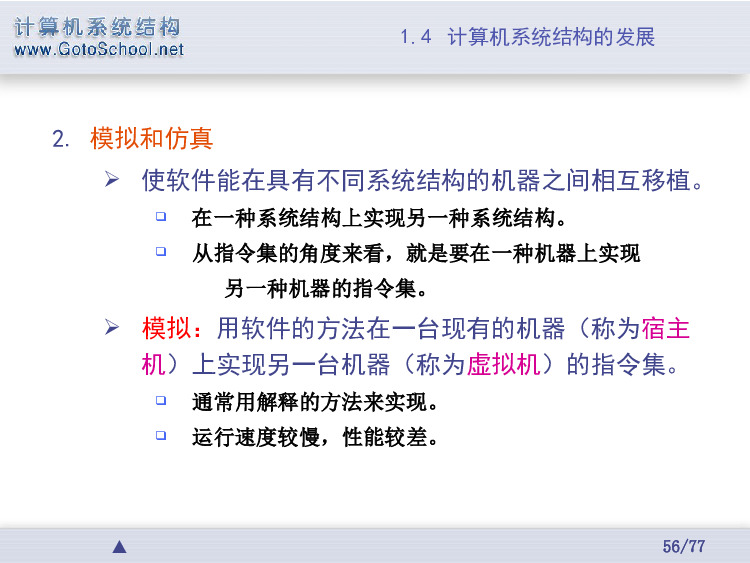 计算机系统结构
www.GotoSchool.net
1.4 计算机系统结构的发展
2. 模拟和仿真
➢ 使软件能在具有不同系统结构的机器之间相互移植。
❑ 在一种系统结构上实现另一种系统结构。
❑ 从指令集的角度来看，就是要在一种机器上实现
另一种机器的指令集。
➢ 模拟：用软件的方法在一台现有的机器（称为宿主
机）上实现另一台机器（称为虚拟机）的指令集。
❑ 通常用解释的方法来实现。
❑ 运行速度较慢，性能较差。
▲
56/77